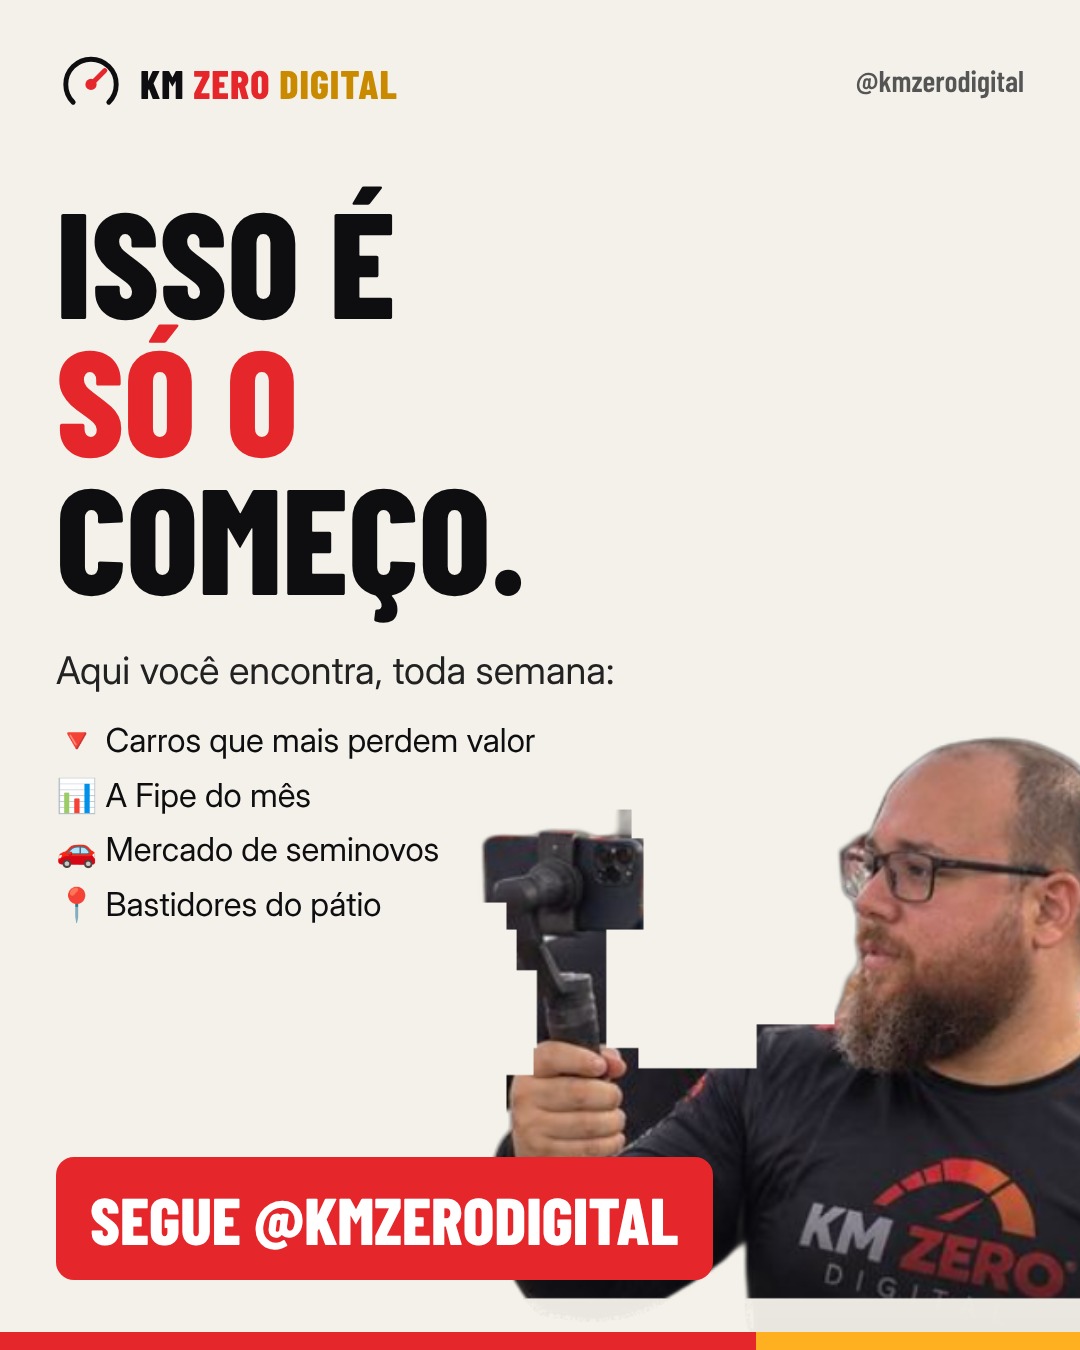 KM ZERO DIGITAL
@kmzerodigital
ISSO É
SÓ O
COMEÇO.
Aqui você encontra, toda semana:
🔻 Carros que mais perdem valor
📊 A Fipe do mês
🚗 Mercado de seminovos
📍 Bastidores do pátio
SEGUE @KMZERODIGITAL
KM ZERO